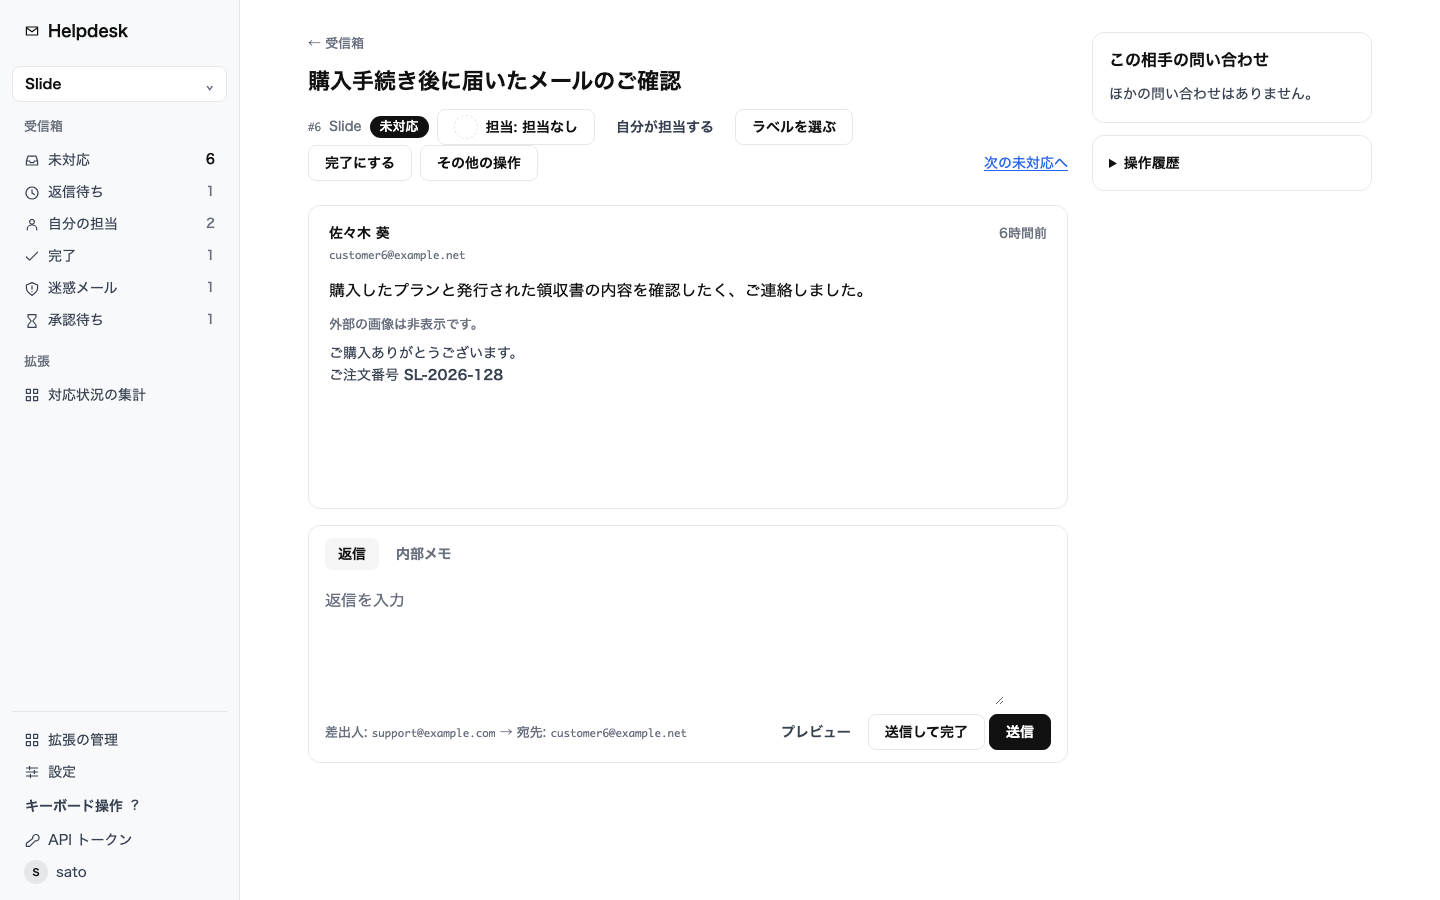 Helpdesk
Slide
受信箱
未対応 6
返信待ち 1
自分の担当 2
完了 1
迷惑メール 1
承認待ち 1
拡張
対応状況の集計
拡張の管理
設定
キーボード操作 ?
API トークン
S sato
← 受信箱
購入手続き後に届いたメールのご確認
#6 Slide 未対応 担当: 担当なし 自分が担当する ラベルを選ぶ
完了にする その他の操作 次の未対応へ
佐々木 葵 6時間前
customer6@example.net
購入したプランと発行された領収書の内容を確認したく、ご連絡しました。
外部の画像は非表示です。
ご購入ありがとうございます。
ご注文番号 SL-2026-128
返信 内部メモ
返信を入力
差出人: support@example.com → 宛先: customer6@example.net プレビュー 送信して完了 送信
この相手の問い合わせ
ほかの問い合わせはありません。
▶ 操作履歴